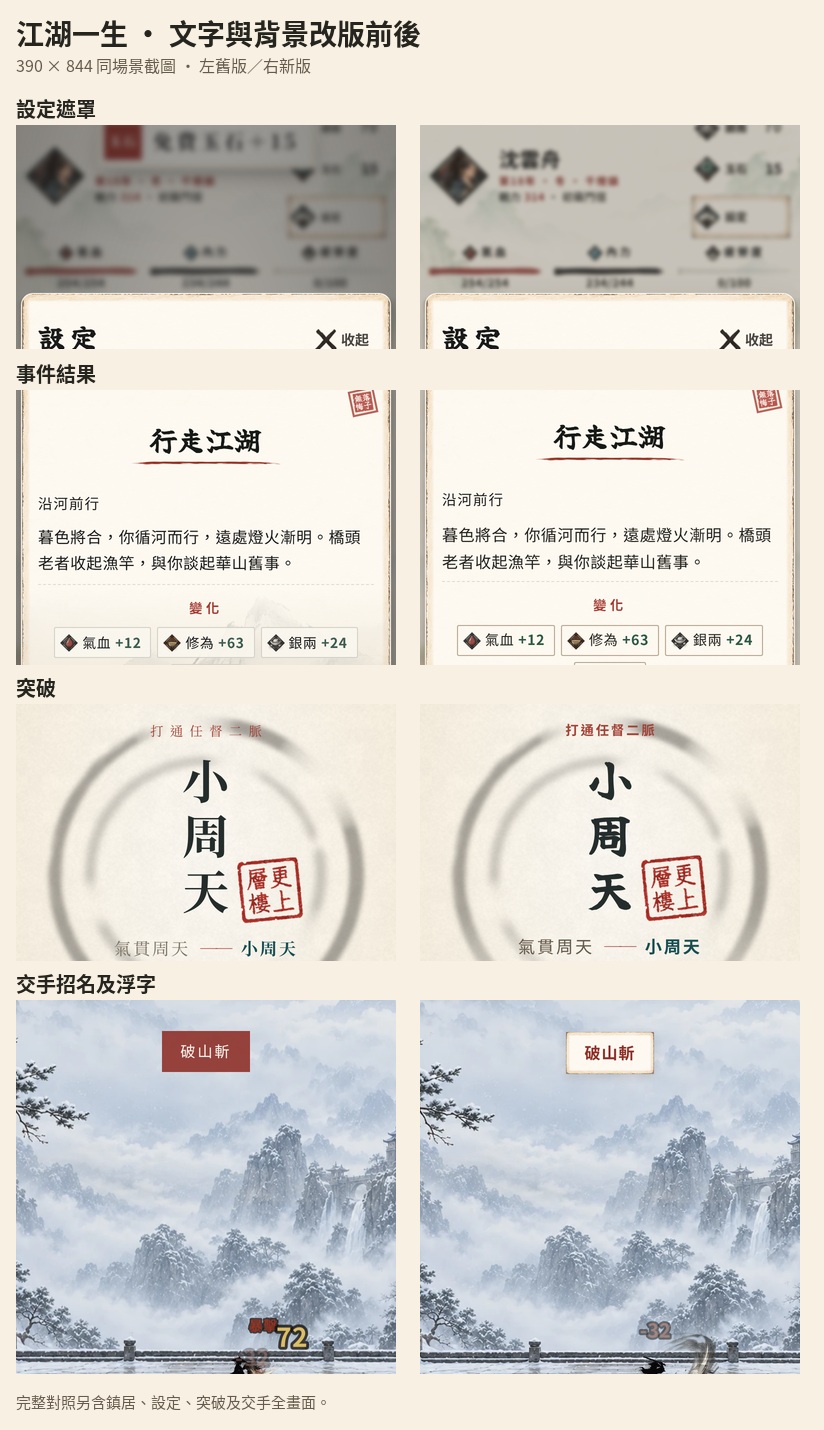 江湖一生 · 文字與背景改版前後
390 × 844 同場景截圖 · 左舊版／右新版
設定遮罩
免費玉石+15
沈雲舟
15
設定
✕ 收起
設定
✕ 收起
事件結果
行走江湖
沿河前行
暮色將合，你循河而行，遠處燈火漸明。橋頭
老者收起漁竿，與你談起華山舊事。
變化
氣血 +12 修為 +63 銀兩 +24
行走江湖
沿河前行
暮色將合，你循河而行，遠處燈火漸明。橋頭
老者收起漁竿，與你談起華山舊事。
變化
氣血 +12 修為 +63 銀兩 +24
突破
打通任督二脈
小周天
更上層樓
氣貫周天 —— 小周天
打通任督二脈
小周天
更上層樓
氣貫周天 —— 小周天
交手招名及浮字
破山斬
暴擊72
破山斬
-32
完整對照另含鎮居、設定、突破及交手全畫面。